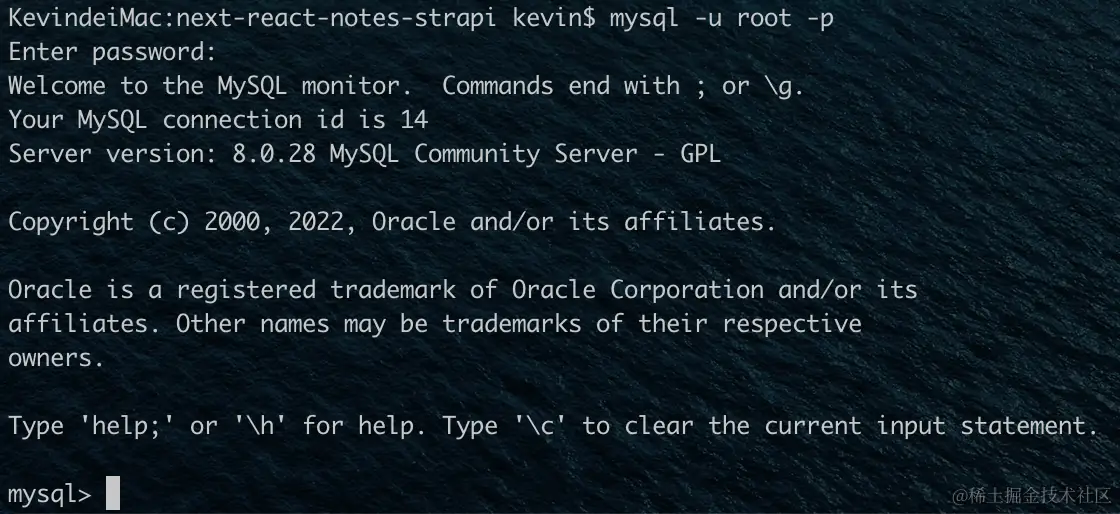 KevindeiMac:next-react-notes-strapi kevin$ mysql -u root -p
Enter password:
Welcome to the MySQL monitor.  Commands end with ; or \g.
Your MySQL connection id is 14
Server version: 8.0.28 MySQL Community Server - GPL
Copyright (c) 2000, 2022, Oracle and/or its affiliates.
Oracle is a registered trademark of Oracle Corporation and/or its
affiliates. Other names may be trademarks of their respective
owners.
Type 'help;' or '\h' for help. Type '\c' to clear the current input statement.
mysql>
@稀土掘金技术社区